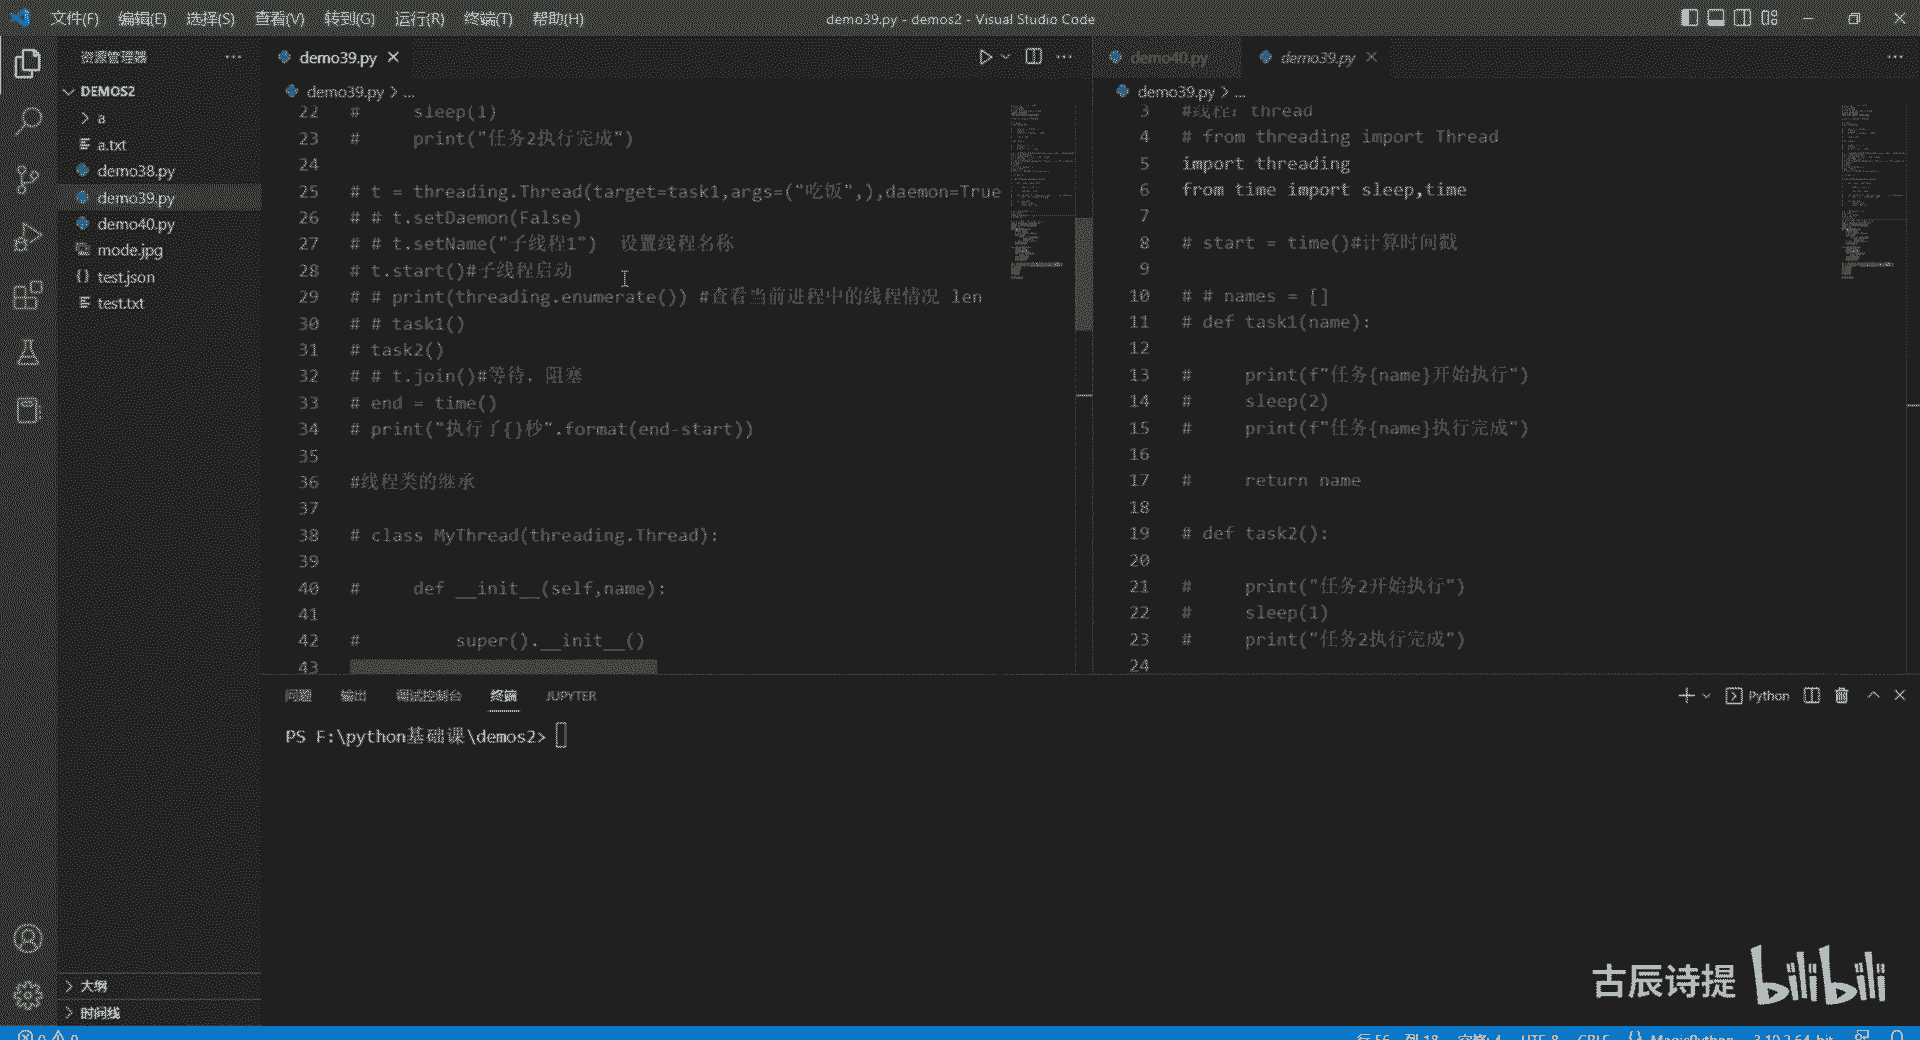 文件(F) 编辑(E) 选择(S) 查看(V) 转到(G) 运行(R) 终端(T) 帮助(H)
demo39.py - demos2 - Visual Studio Code
资源管理器
DEMOS2
a
a.txt
demo38.py
demo39.py
demo40.py
mode.jpg
test.json
test.txt
大纲
时间线
demo39.py
demo39.py > ...
22 #     sleep(1)
23 #     print("任务2执行完成")
24
25 # t = threading.Thread(target=task1,args=("吃饭",),daemon=True
26 # # t.setDaemon(False)
27 # # t.setName("子线程1")  设置线程名称
28 # t.start()#子线程启动
29 # # print(threading.enumerate()) #查看当前进程中的线程情况 len
30 # # task1()
31 # task2()
32 # # t.join()#等待，阻塞
33 # end = time()
34 # print("执行了{}秒".format(end-start))
35
36 #线程类的继承
37
38 # class MyThread(threading.Thread):
39
40 #     def __init__(self,name):
41
42 #         super().__init__()
43
demo40.py demo39.py
demo39.py > ...
3 #线程：thread
4 # from threading import Thread
5 import threading
6 from time import sleep,time
7
8 # start = time()#计算时间戳
9
10 # # names = []
11 # def task1(name):
12
13 #     print(f"任务{name}开始执行")
14 #     sleep(2)
15 #     print(f"任务{name}执行完成")
16
17 #     return name
18
19 # def task2():
20
21 #     print("任务2开始执行")
22 #     sleep(1)
23 #     print("任务2执行完成")
24
问题 输出 调试控制台 终端 JUPYTER
Python
PS F:\python基础课\demos2>
古辰诗提 bilibili
行 56, 列 18 空格: 4 UTF-8 CRLF MagicPython 3.10.2 64-bit